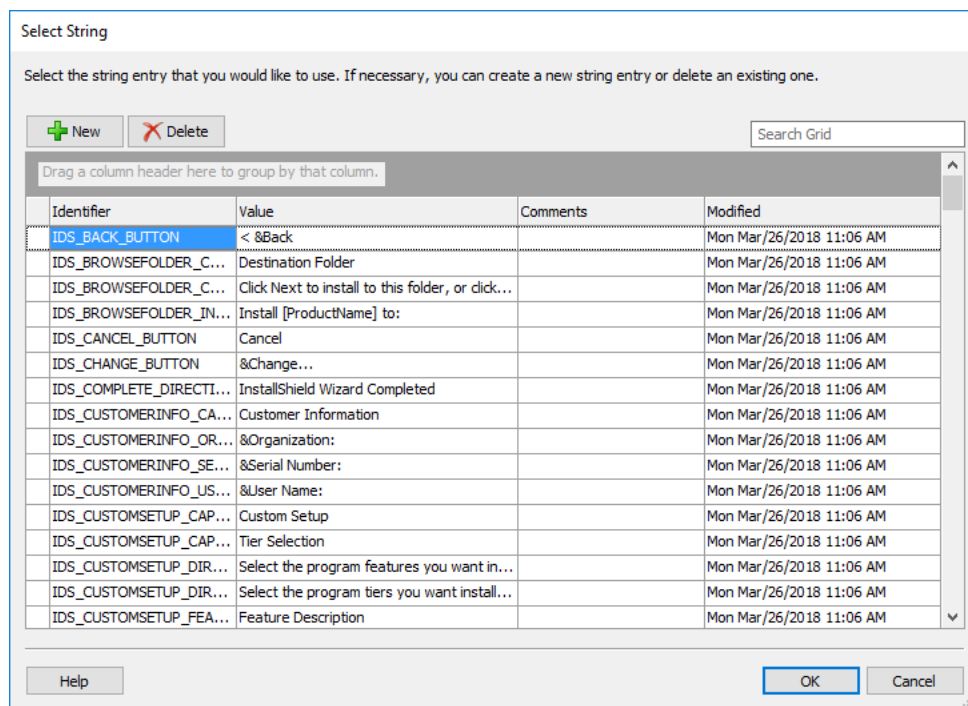 Select String
Select the string entry that you would like to use. If necessary, you can create a new string entry or delete an existing one.
New Delete Search Grid
Drag a column header here to group by that column.
Identifier Value Comments Modified
IDS_BACK_BUTTON < &Back Mon Mar/26/2018 11:06 AM
IDS_BROWSEFOLDER_C... Destination Folder Mon Mar/26/2018 11:06 AM
IDS_BROWSEFOLDER_C... Click Next to install to this folder, or click... Mon Mar/26/2018 11:06 AM
IDS_BROWSEFOLDER_IN... Install [ProductName] to: Mon Mar/26/2018 11:06 AM
IDS_CANCEL_BUTTON Cancel Mon Mar/26/2018 11:06 AM
IDS_CHANGE_BUTTON &Change... Mon Mar/26/2018 11:06 AM
IDS_COMPLETE_DIRECTI... InstallShield Wizard Completed Mon Mar/26/2018 11:06 AM
IDS_CUSTOMERINFO_CA... Customer Information Mon Mar/26/2018 11:06 AM
IDS_CUSTOMERINFO_OR... &Organization: Mon Mar/26/2018 11:06 AM
IDS_CUSTOMERINFO_SE... &Serial Number: Mon Mar/26/2018 11:06 AM
IDS_CUSTOMERINFO_US... &User Name: Mon Mar/26/2018 11:06 AM
IDS_CUSTOMSETUP_CAP... Custom Setup Mon Mar/26/2018 11:06 AM
IDS_CUSTOMSETUP_CAP... Tier Selection Mon Mar/26/2018 11:06 AM
IDS_CUSTOMSETUP_DIR... Select the program features you want in... Mon Mar/26/2018 11:06 AM
IDS_CUSTOMSETUP_DIR... Select the program tiers you want install... Mon Mar/26/2018 11:06 AM
IDS_CUSTOMSETUP_FEA... Feature Description Mon Mar/26/2018 11:06 AM
Help OK Cancel